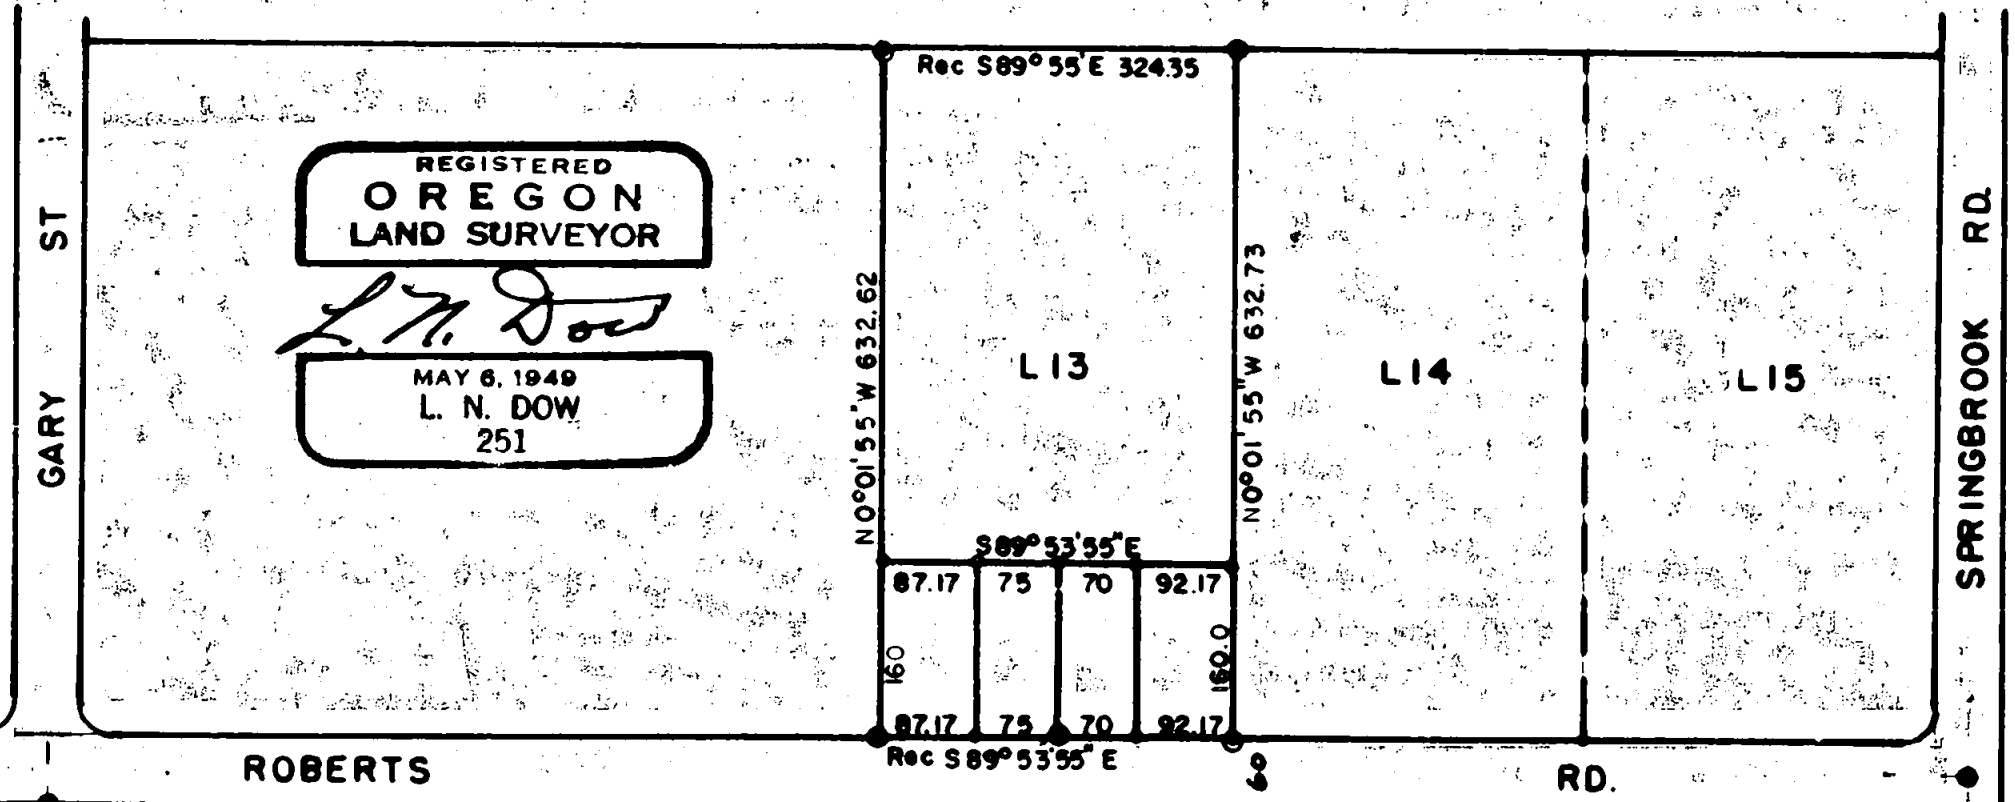 Rec S89° 55' E 324.35
REGISTERED
OREGON
LAND SURVEYOR
L. N. Dow
MAY 6, 1949
L. N. DOW
251
GARY ST
N0°01'55"W 632.62
L13
N0°01'55"W 632.73
L14
L15
SPRINGBROOK RD.
S89° 53'55"E
87.17 75 70 92.17
160
160.0
87.17 75 70 92.17
Rec S89°53'55" E
60
ROBERTS RD.